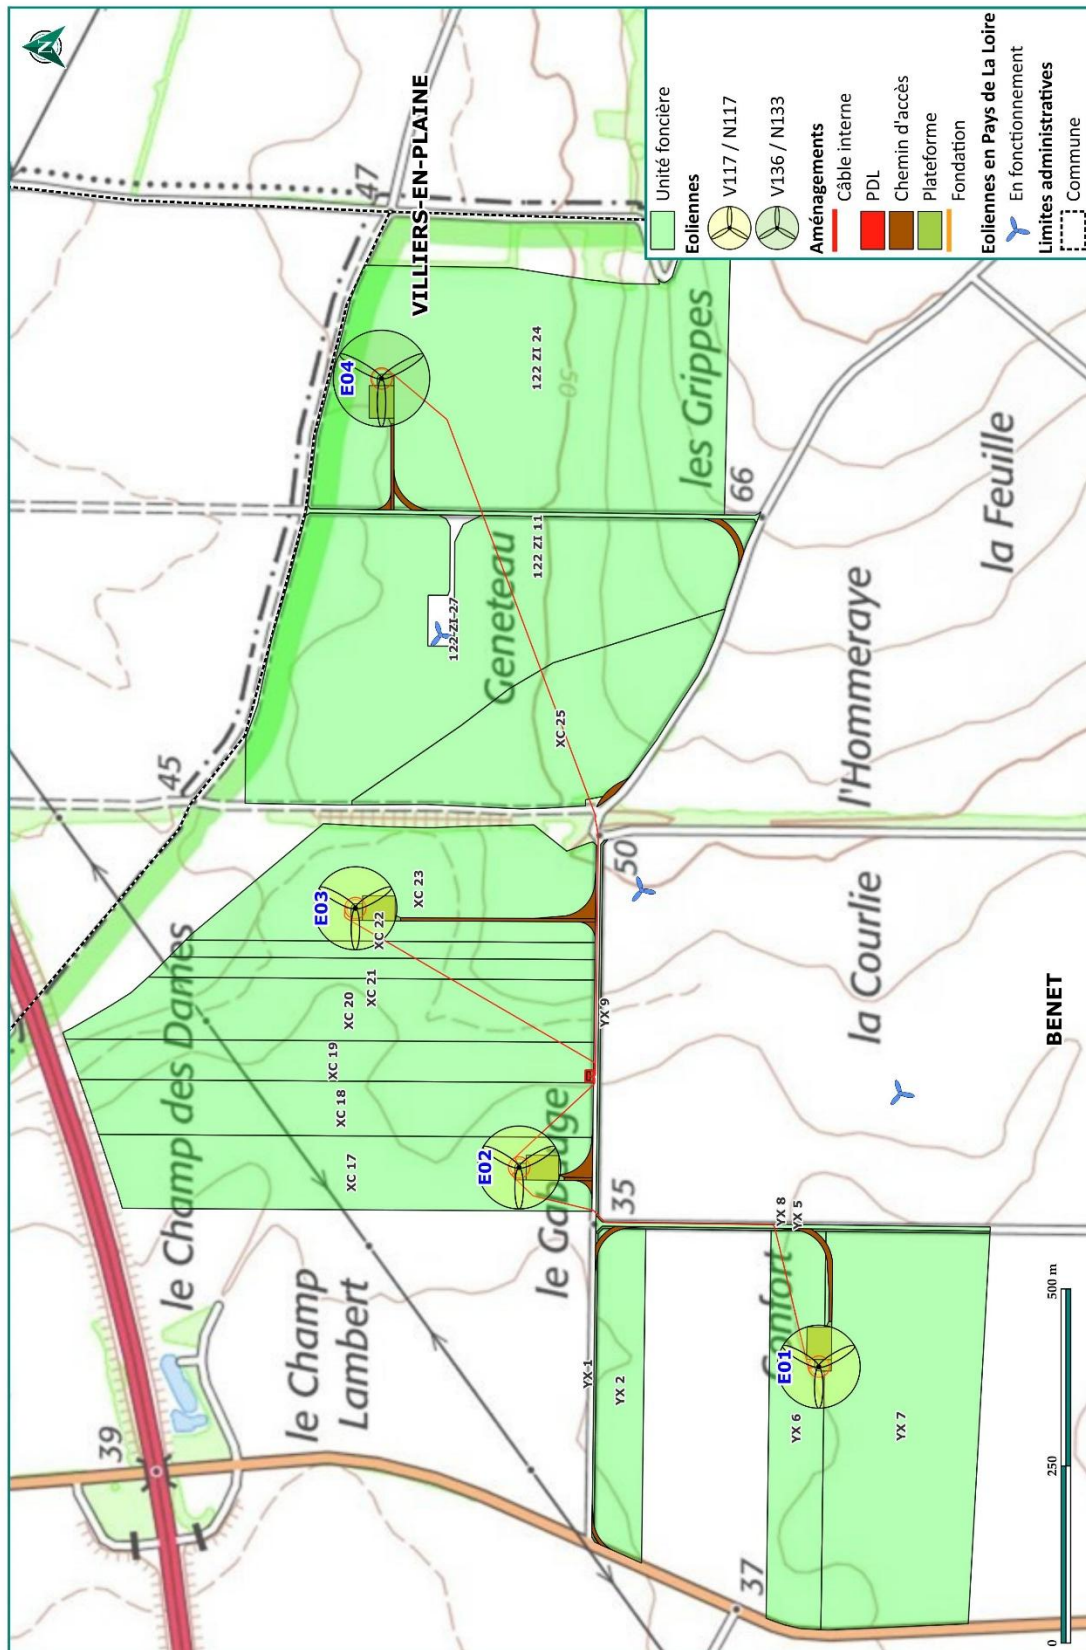 N
47
VILLIERS-EN-PLAINE
45
E04
122 ZI 24
50
les Grippes
66
la Feuille
Geneteau
122 ZI 11
122-ZI-27
XC-25
l'Hommeraye
le Champ des Dames
E03
XC 23
XC 22
XC 21
XC 20
XC 19
XC 18
XC 17
YX 9
50
la Courlie
BENET
E02
35
39
le Champ
Lambert
YX-1
YX 2
YX 8
YX 5
E01
YX 6
YX 7
37
0
250
500 m
Unité foncière
Eoliennes
V117 / N117
V136 / N133
Aménagements
Câble interne
PDL
Chemin d'accès
Plateforme
Fondation
Eoliennes en Pays de La Loire
En fonctionnement
Limites administratives
Commune